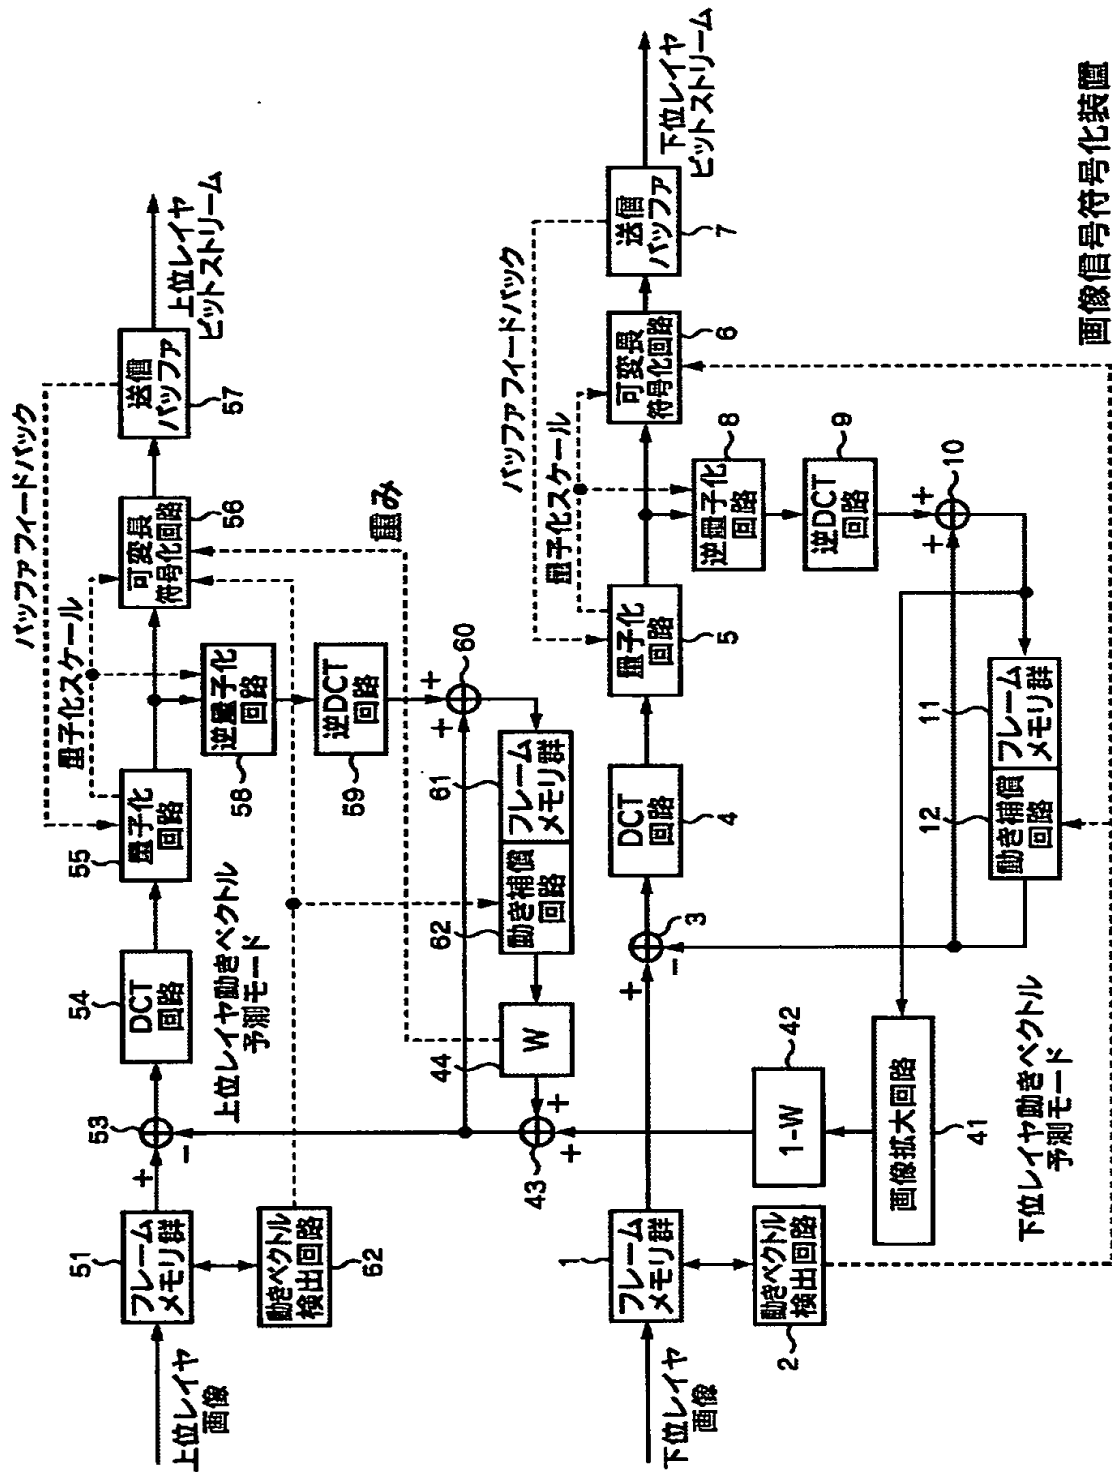 上位レイヤ
画像
51
フレーム
メモリ群
動きベクトル
検出回路
62
+
−
53
54
DCT
回路
上位レイヤ動きベクトル
予測モード
55
量子化
回路
量子化スケール
バッファフィードバック
可変長
符号化回路
56
送信
バッファ
57
上位レイヤ
ビットストリーム
58
逆量子化
回路
59
逆DCT
回路
重み
+
+
60
61
フレーム
メモリ群
62
動き補償
回路
44
W
+
+
43
下位レイヤ
画像
1
フレーム
メモリ群
2
動きベクトル
検出回路
+
−
3
DCT
回路
4
量子化
回路
5
量子化スケール
バッファフィードバック
可変長
符号化回路
6
送信
バッファ
7
下位レイヤ
ビットストリーム
逆量子化
回路
8
逆DCT
回路
9
+
+
10
11
フレーム
メモリ群
12
動き補償
回路
1-W
42
画像拡大回路
41
下位レイヤ動きベクトル
予測モード
画像信号符号化装置